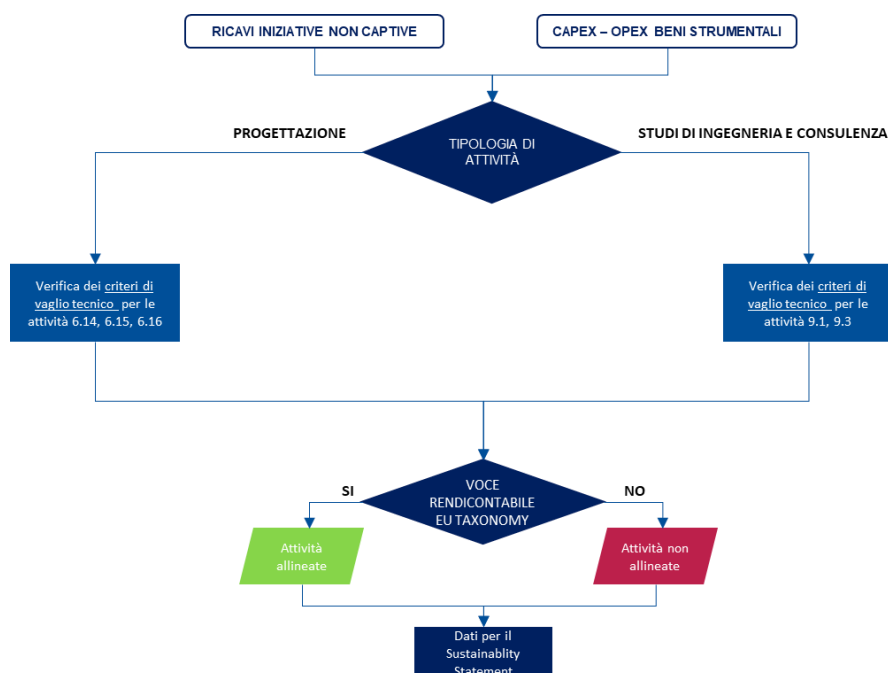 RICAVI INIZIATIVE NON CAPTIVE
CAPEX – OPEX BENI STRUMENTALI
PROGETTAZIONE
TIPOLOGIA DI
ATTIVITÀ
STUDI DI INGEGNERIA E CONSULENZA
Verifica dei criteri di
vaglio tecnico per le
attività 6.14, 6.15, 6.16
Verifica dei criteri di
vaglio tecnico per le
attività 9.1, 9.3
SI
VOCE
RENDICONTABILE
EU TAXONOMY
NO
Attività
allineate
Attività non
allineate
Dati per il
Sustainablity
Statement